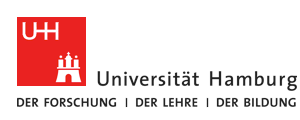 UHH
Universität Hamburg
DER FORSCHUNG | DER LEHRE | DER BILDUNG